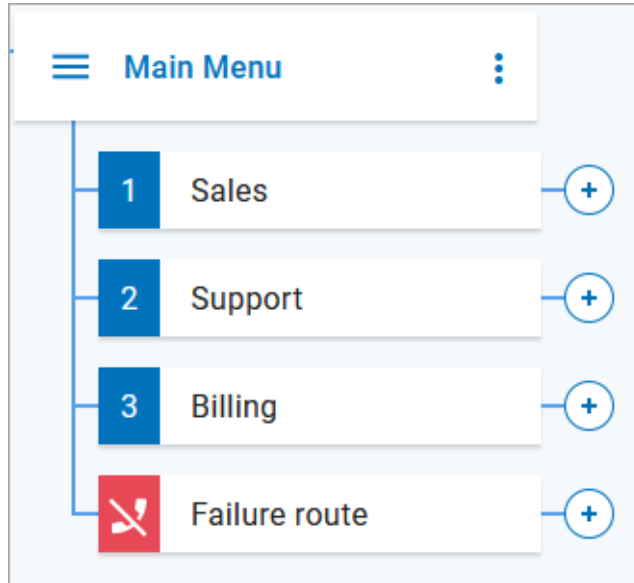 Main Menu
1 Sales
2 Support
3 Billing
Failure route